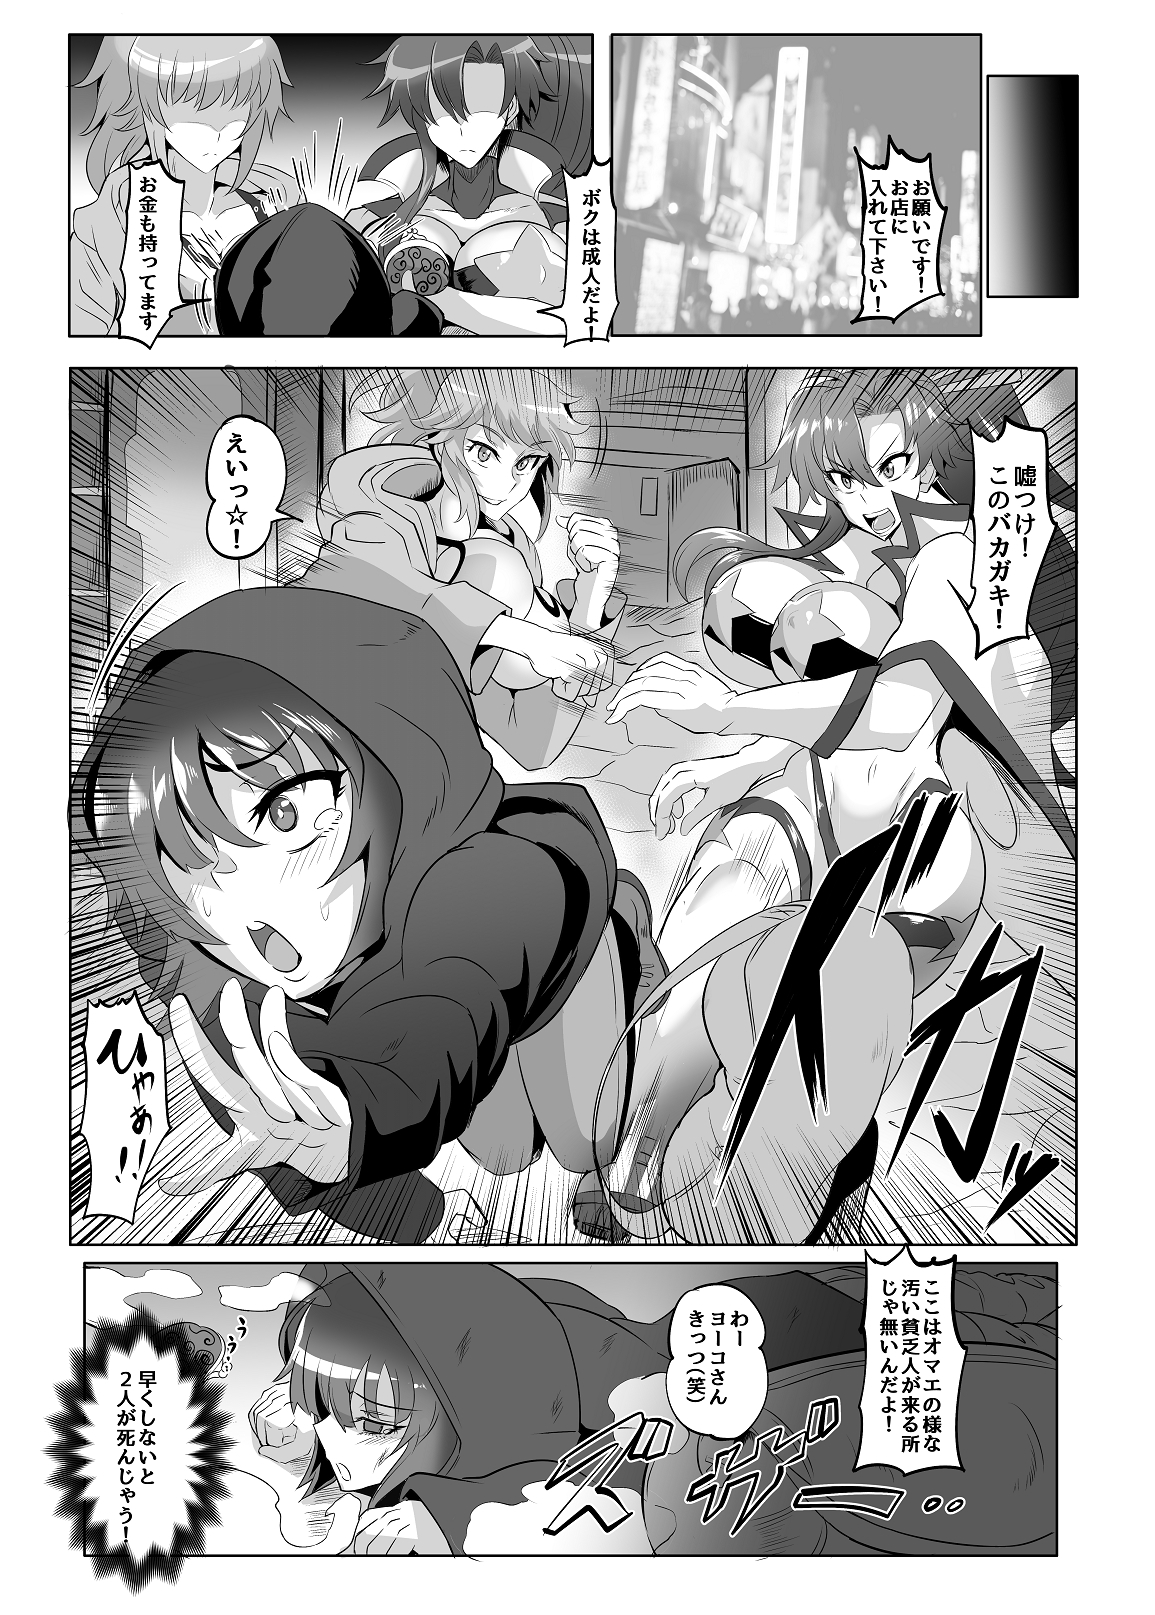 お願いです!
お店に
入れて下さい!
ボクは成人だよ!
お金も持ってます
嘘つけ!
このバカガキ!
えいっ☆!
ドカッ
ひゃあ!!
ここはオマエの様な
汚い貧乏人が来る所
じゃ無いんだよ!
わー
ヨーコさん
きっつ(笑)
ズザー..
うう
早くしないと
2人が死んじゃう!